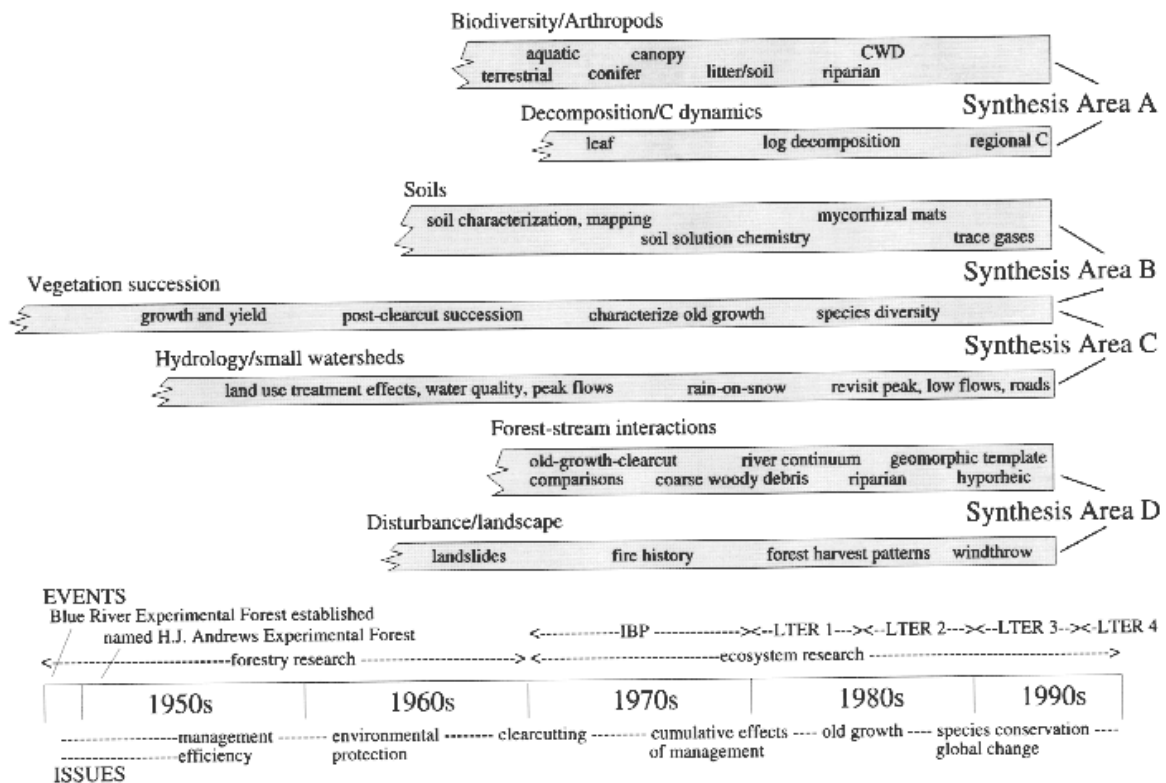 Biodiversity/Arthropods
aquatic canopy CWD
terrestrial conifer litter/soil riparian
Synthesis Area A
Decomposition/C dynamics
leaf log decomposition regional C
Soils
soil characterization, mapping mycorrhizal mats
soil solution chemistry trace gases
Synthesis Area B
Vegetation succession
growth and yield post-clearcut succession characterize old growth species diversity
Synthesis Area C
Hydrology/small watersheds
land use treatment effects, water quality, peak flows rain-on-snow revisit peak, low flows, roads
Forest-stream interactions
old-growth-clearcut river continuum geomorphic template
comparisons coarse woody debris riparian hyporheic
Synthesis Area D
Disturbance/landscape
landslides fire history forest harvest patterns windthrow
EVENTS
Blue River Experimental Forest established
named H.J. Andrews Experimental Forest
IBP LTER 1 LTER 2 LTER 3 LTER 4
forestry research ecosystem research
1950s 1960s 1970s 1980s 1990s
management environmental clearcutting cumulative effects old growth species conservation
efficiency protection of management global change
ISSUES